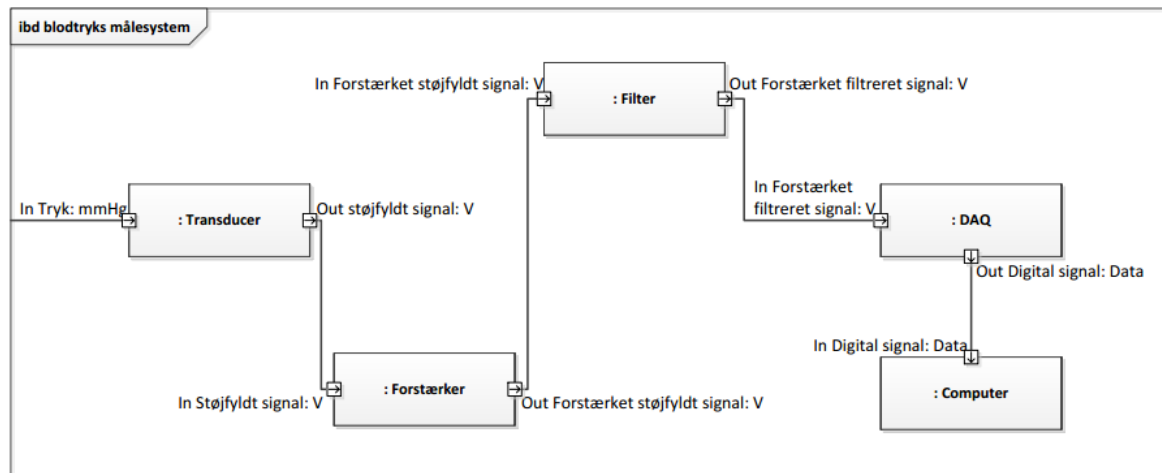 ibd blodtryks målesystem
In Forstærket støjfyldt signal: V
: Filter
Out Forstærket filtreret signal: V
In Tryk: mmHg
: Transducer
Out støjfyldt signal: V
In Forstærket
filtreret signal: V
: DAQ
Out Digital signal: Data
In Støjfyldt signal: V
: Forstærker
Out Forstærket støjfyldt signal: V
In Digital signal: Data
: Computer